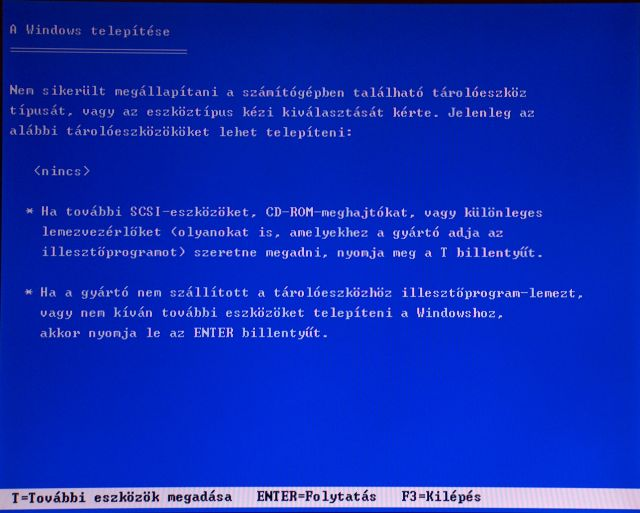 A Windows telepítése
Nem sikerült megállapítani a számítógépben található tárolóeszköz
típusát, vagy az eszköztípus kézi kiválasztását kérte. Jelenleg az
alábbi tárolóeszközököket lehet telepíteni:
<nincs>
* Ha további SCSI-eszközöket, CD-ROM-meghajtókat, vagy különleges
lemezvezérlőket (olyanokat is, amelyekhez a gyártó adja az
illesztőprogramot) szeretne megadni, nyomja meg a T billentyűt.
* Ha a gyártó nem szállított a tárolóeszközhöz illesztőprogram-lemezt,
vagy nem kíván további eszközöket telepíteni a Windowshoz,
akkor nyomja le az ENTER billentyűt.
T=További eszközök megadása ENTER=Folytatás F3=Kilépés